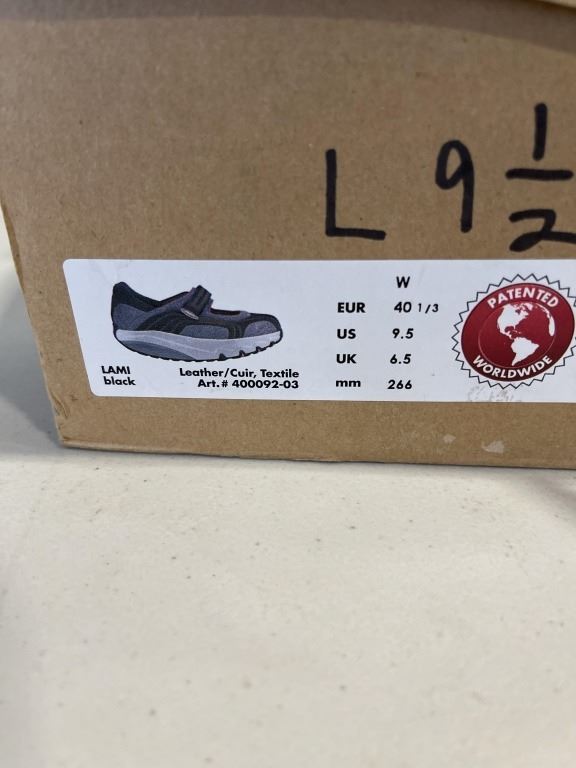 L 9 1/2
W
EUR 40 1/3
US 9.5
UK 6.5
mm 266
LAMI
black
Leather/Cuir, Textile
Art.# 400092-03
PATENTED
WORLDWIDE